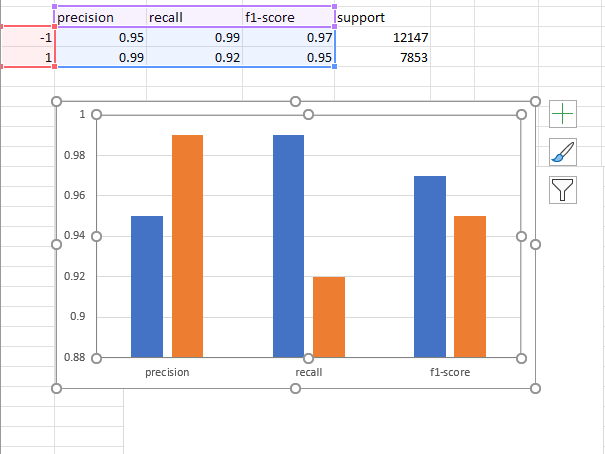 precision recall f1-score support
-1 0.95 0.99 0.97 12147
1 0.99 0.92 0.95 7853
1
0.98
0.96
0.94
0.92
0.9
0.88
precision recall f1-score